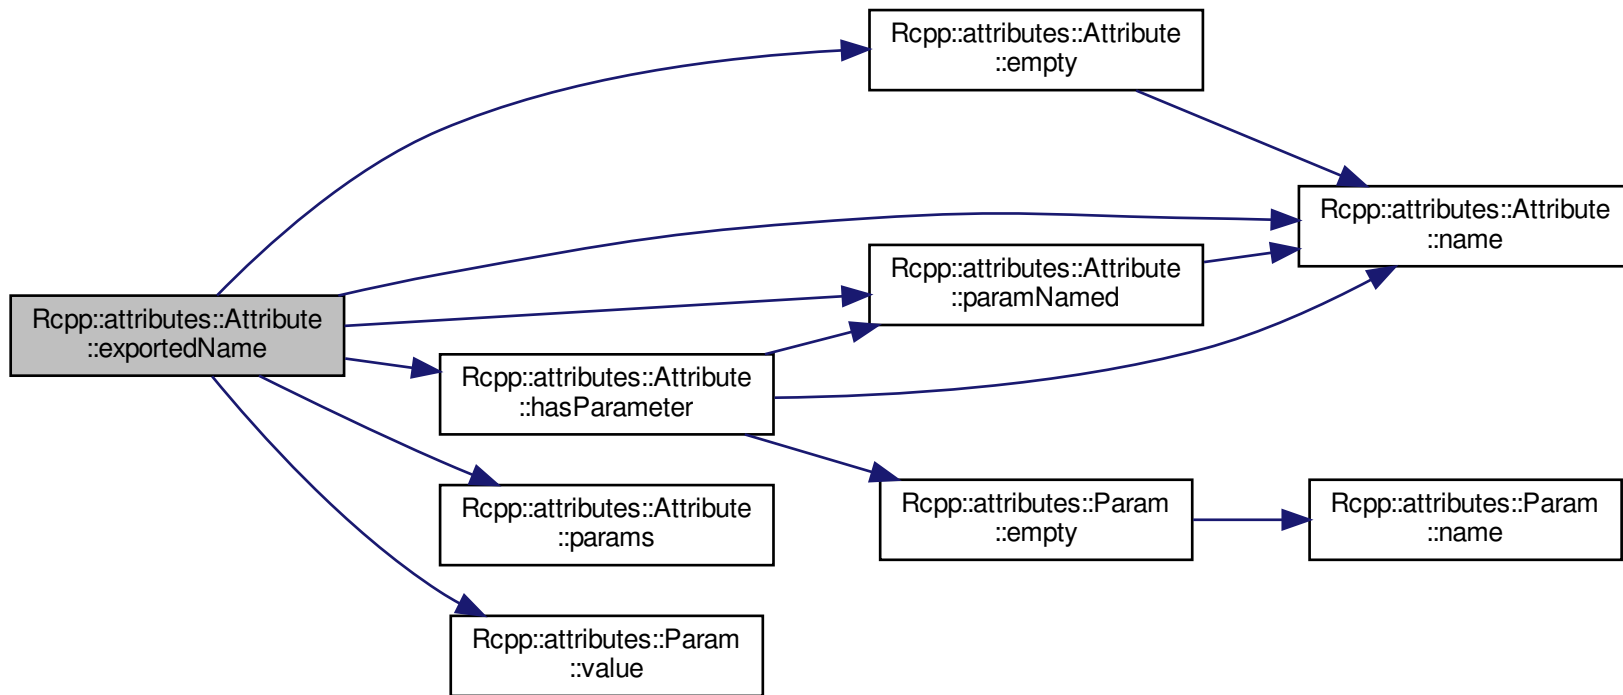 Rcpp::attributes::Attribute
::empty
Rcpp::attributes::Attribute
::name
Rcpp::attributes::Attribute
::paramNamed
Rcpp::attributes::Attribute
::exportedName
Rcpp::attributes::Attribute
::hasParameter
Rcpp::attributes::Attribute
::params
Rcpp::attributes::Param
::empty
Rcpp::attributes::Param
::name
Rcpp::attributes::Param
::value